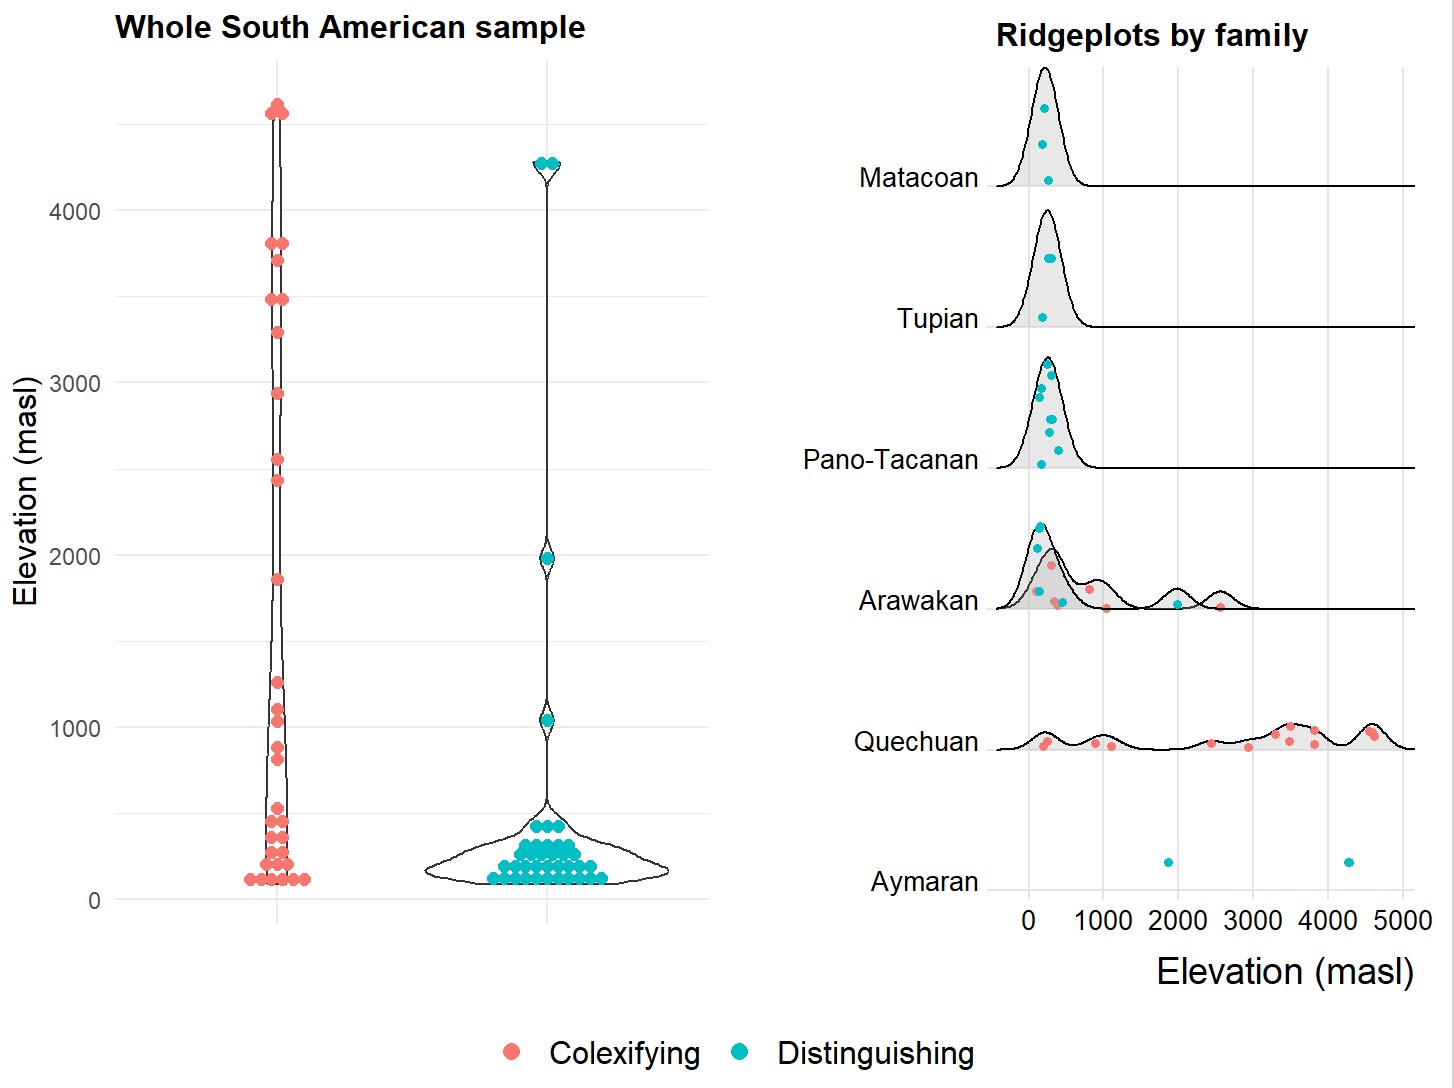 Whole South American sample
Elevation (masl)
4000
3000
2000
1000
0
Ridgeplots by family
Matacoan
Tupian
Pano-Tacanan
Arawakan
Quechuan
Aymaran
0 1000 2000 3000 4000 5000
Elevation (masl)
Colexifying Distinguishing